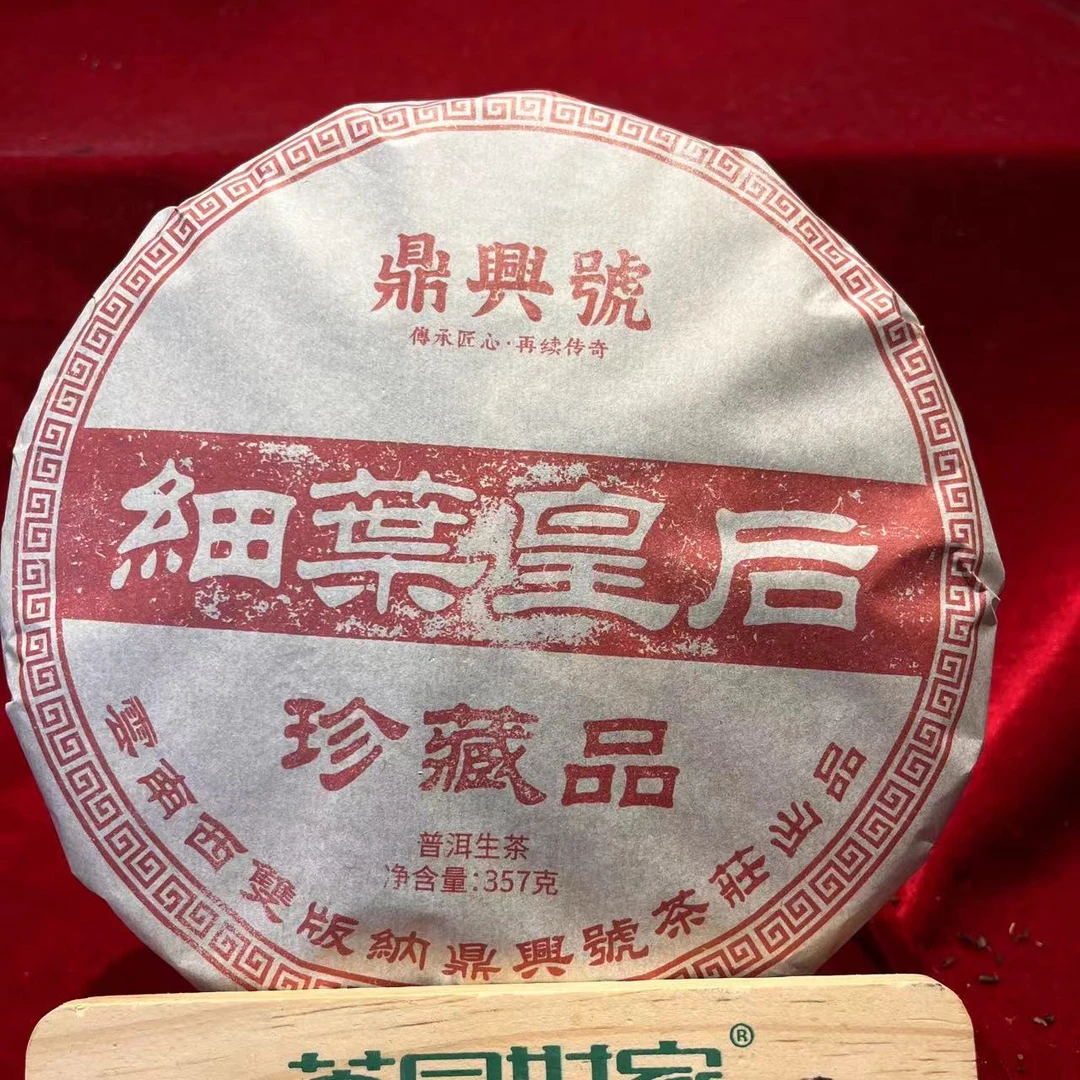 鼎興號
傳承匠心·再续传奇
細葉皇后
珍藏品
普洱生茶
净含量:357克
雲南西雙版納鼎興號茶莊出品
®